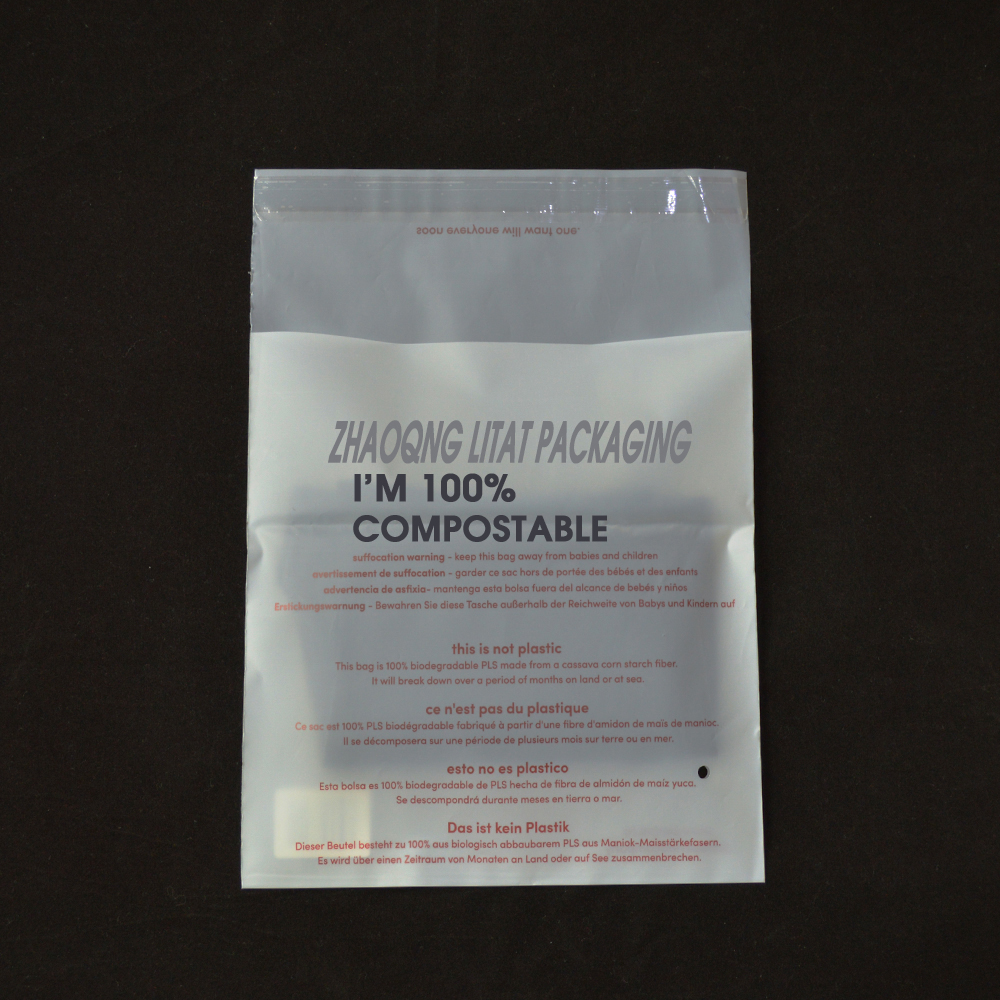 soon everyone will want one.
ZHAOQNG LITAT PACKAGING
I'M 100%
COMPOSTABLE
suffocation warning - keep this bag away from babies and children
avertissement de suffocation - garder ce sac hors de portée des bébés et des enfants
advertencia de asfixia- mantenga esta bolsa fuera del alcance de bebés y niños
Erstickungswarnung - Bewahren Sie diese Tasche außerhalb der Reichweite von Babys und Kindern auf
this is not plastic
This bag is 100% biodegradable PLS made from a cassava corn starch fiber.
It will break down over a period of months on land or at sea.
ce n'est pas du plastique
Ce sac est 100% PLS biodégradable fabriqué à partir d'une fibre d'amidon de maïs de manioc.
Il se décomposera sur une période de plusieurs mois sur terre ou en mer.
esto no es plastico
Esta bolsa es 100% biodegradable de PLS hecha de fibra de almidón de maíz yuca.
Se descompondrá durante meses en tierra o mar.
Das ist kein Plastik
Dieser Beutel besteht zu 100% aus biologisch abbaubarem PLS aus Maniok-Maisstärkefasern.
Es wird über einen Zeitraum von Monaten an Land oder auf See zusammenbrechen.